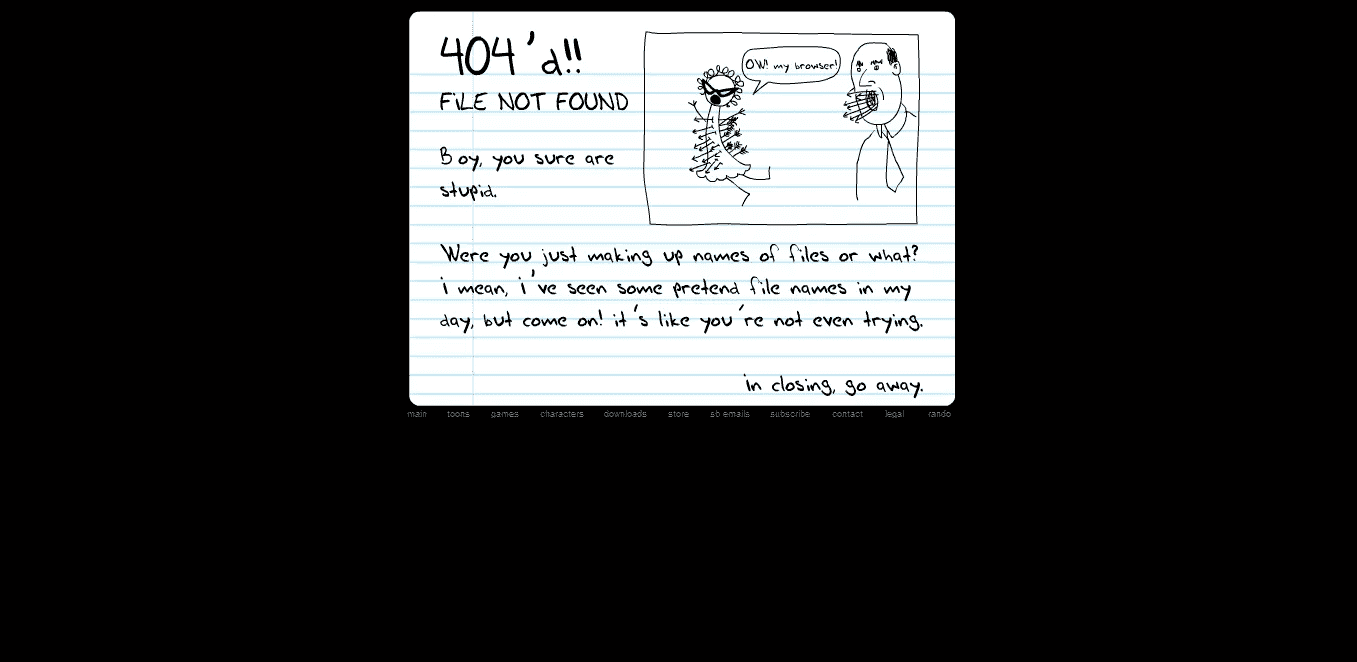 404'd!!
FiLE NOT FOUND
OW! my browser!
Boy, you sure are
stupid.
Were you just making up names of files or what?
i mean, i've seen some pretend file names in my
day, but come on! it's like you're not even trying.
in closing, go away.
main toons games characters downloads store sb emails subscribe contact legal rando